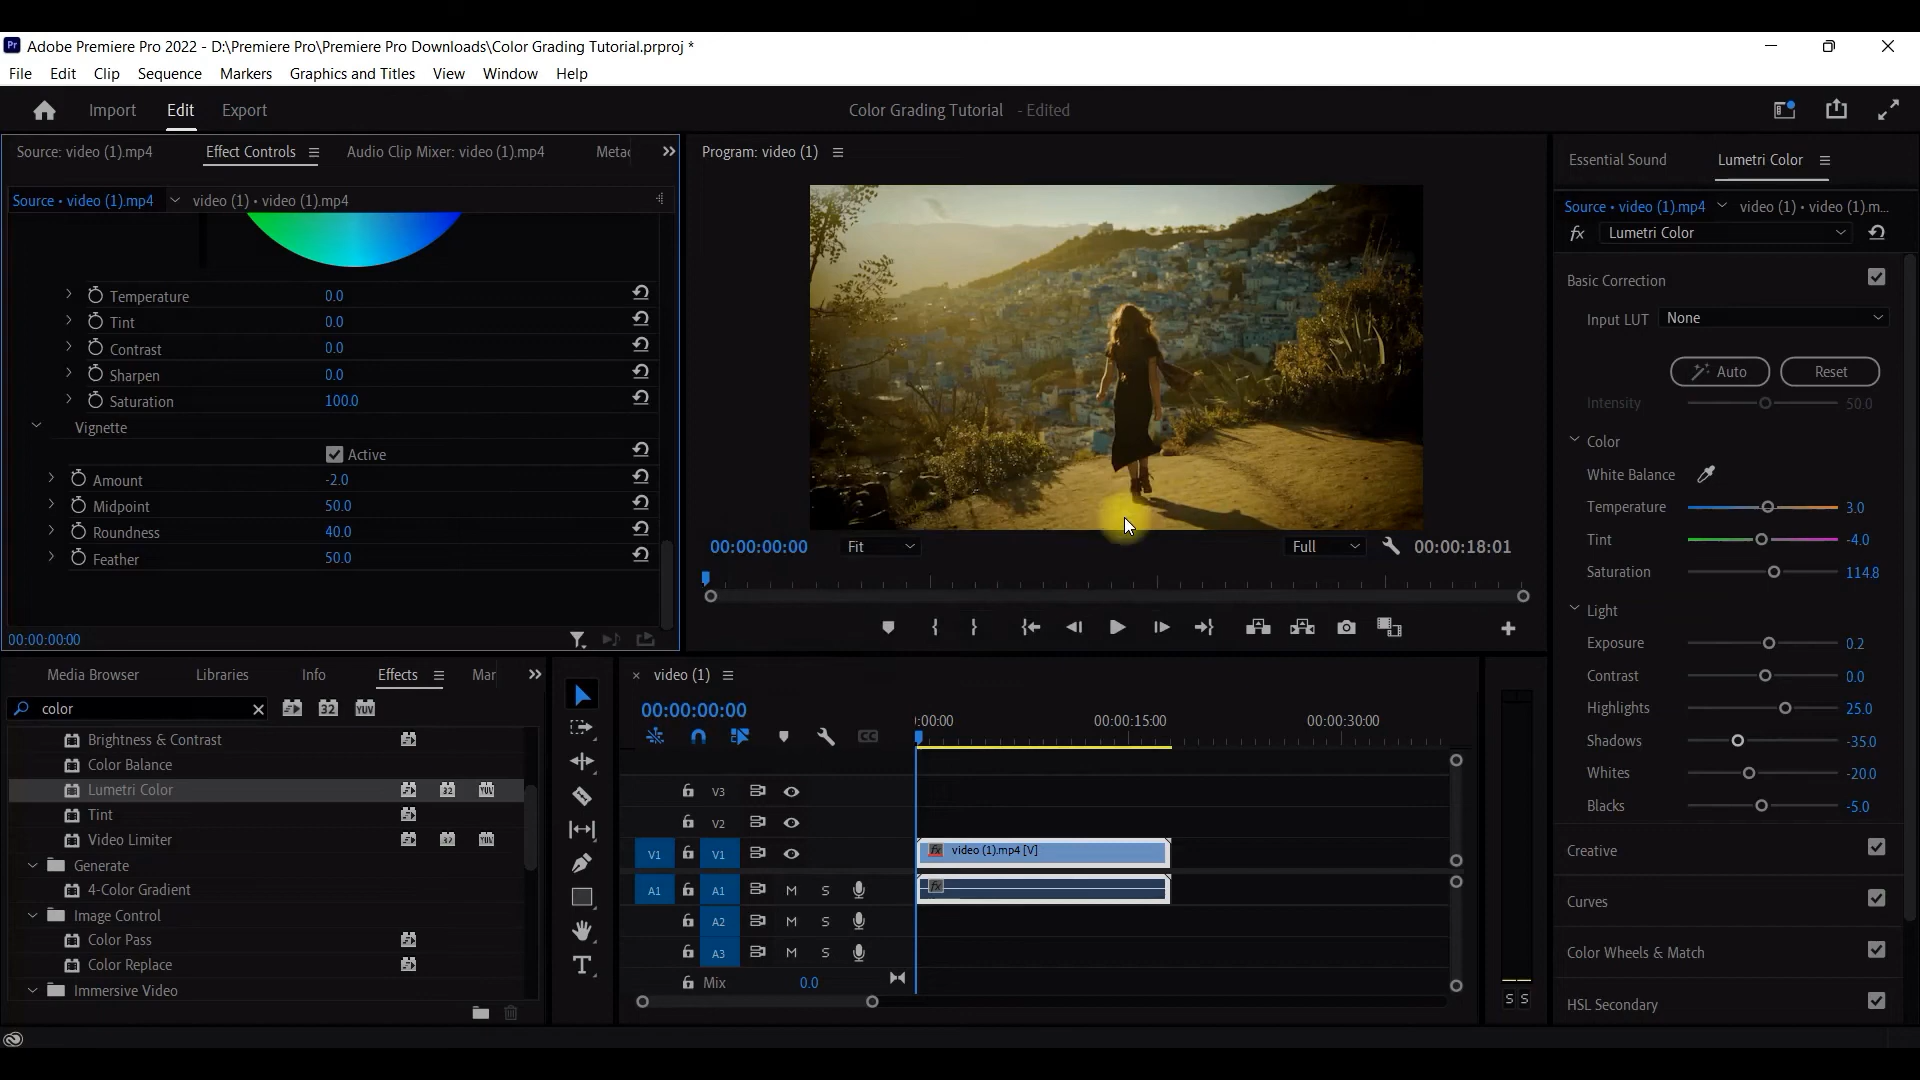 Adobe Premiere Pro 2022 - D:\Premiere Pro\Premiere Pro Downloads\Color Grading Tutorial.prproj *
File Edit Clip Sequence Markers Graphics and Titles View Window Help
Import Edit Export
Color Grading Tutorial - Edited
Source: video (1).mp4 Effect Controls Audio Clip Mixer: video (1).mp4 Metac
Source • video (1).mp4 video (1) • video (1).mp4
Temperature 0.0
Tint 0.0
Contrast 0.0
Sharpen 0.0
Saturation 100.0
Vignette
Active
Amount -2.0
Midpoint 50.0
Roundness 40.0
Feather 50.0
00:00:00:00
Program: video (1)
00:00:00:00 Fit Full 00:00:18:01
Essential Sound Lumetri Color
Source • video (1).mp4 video (1) • video (1).m...
fx Lumetri Color
Basic Correction
Input LUT None
Auto Reset
Intensity 50.0
Color
White Balance
Temperature 3.0
Tint -4.0
Saturation 114.8
Light
Exposure 0.2
Contrast 0.0
Highlights 25.0
Shadows -35.0
Whites -20.0
Blacks -5.0
Creative
Curves
Color Wheels & Match
HSL Secondary
Media Browser Libraries Info Effects Mar
color 32 YUV
Brightness & Contrast
Color Balance
Lumetri Color 32 YUV
Tint
Video Limiter 32 YUV
Generate
4-Color Gradient
Image Control
Color Pass
Color Replace
Immersive Video
T
× video (1)
00:00:00:00
:00:00 00:00:15:00 00:00:30:00
V3
V2
V1 V1 fx video (1).mp4 [V]
A1 A1 M S fx
A2 M S
A3 M S
Mix 0.0
S S